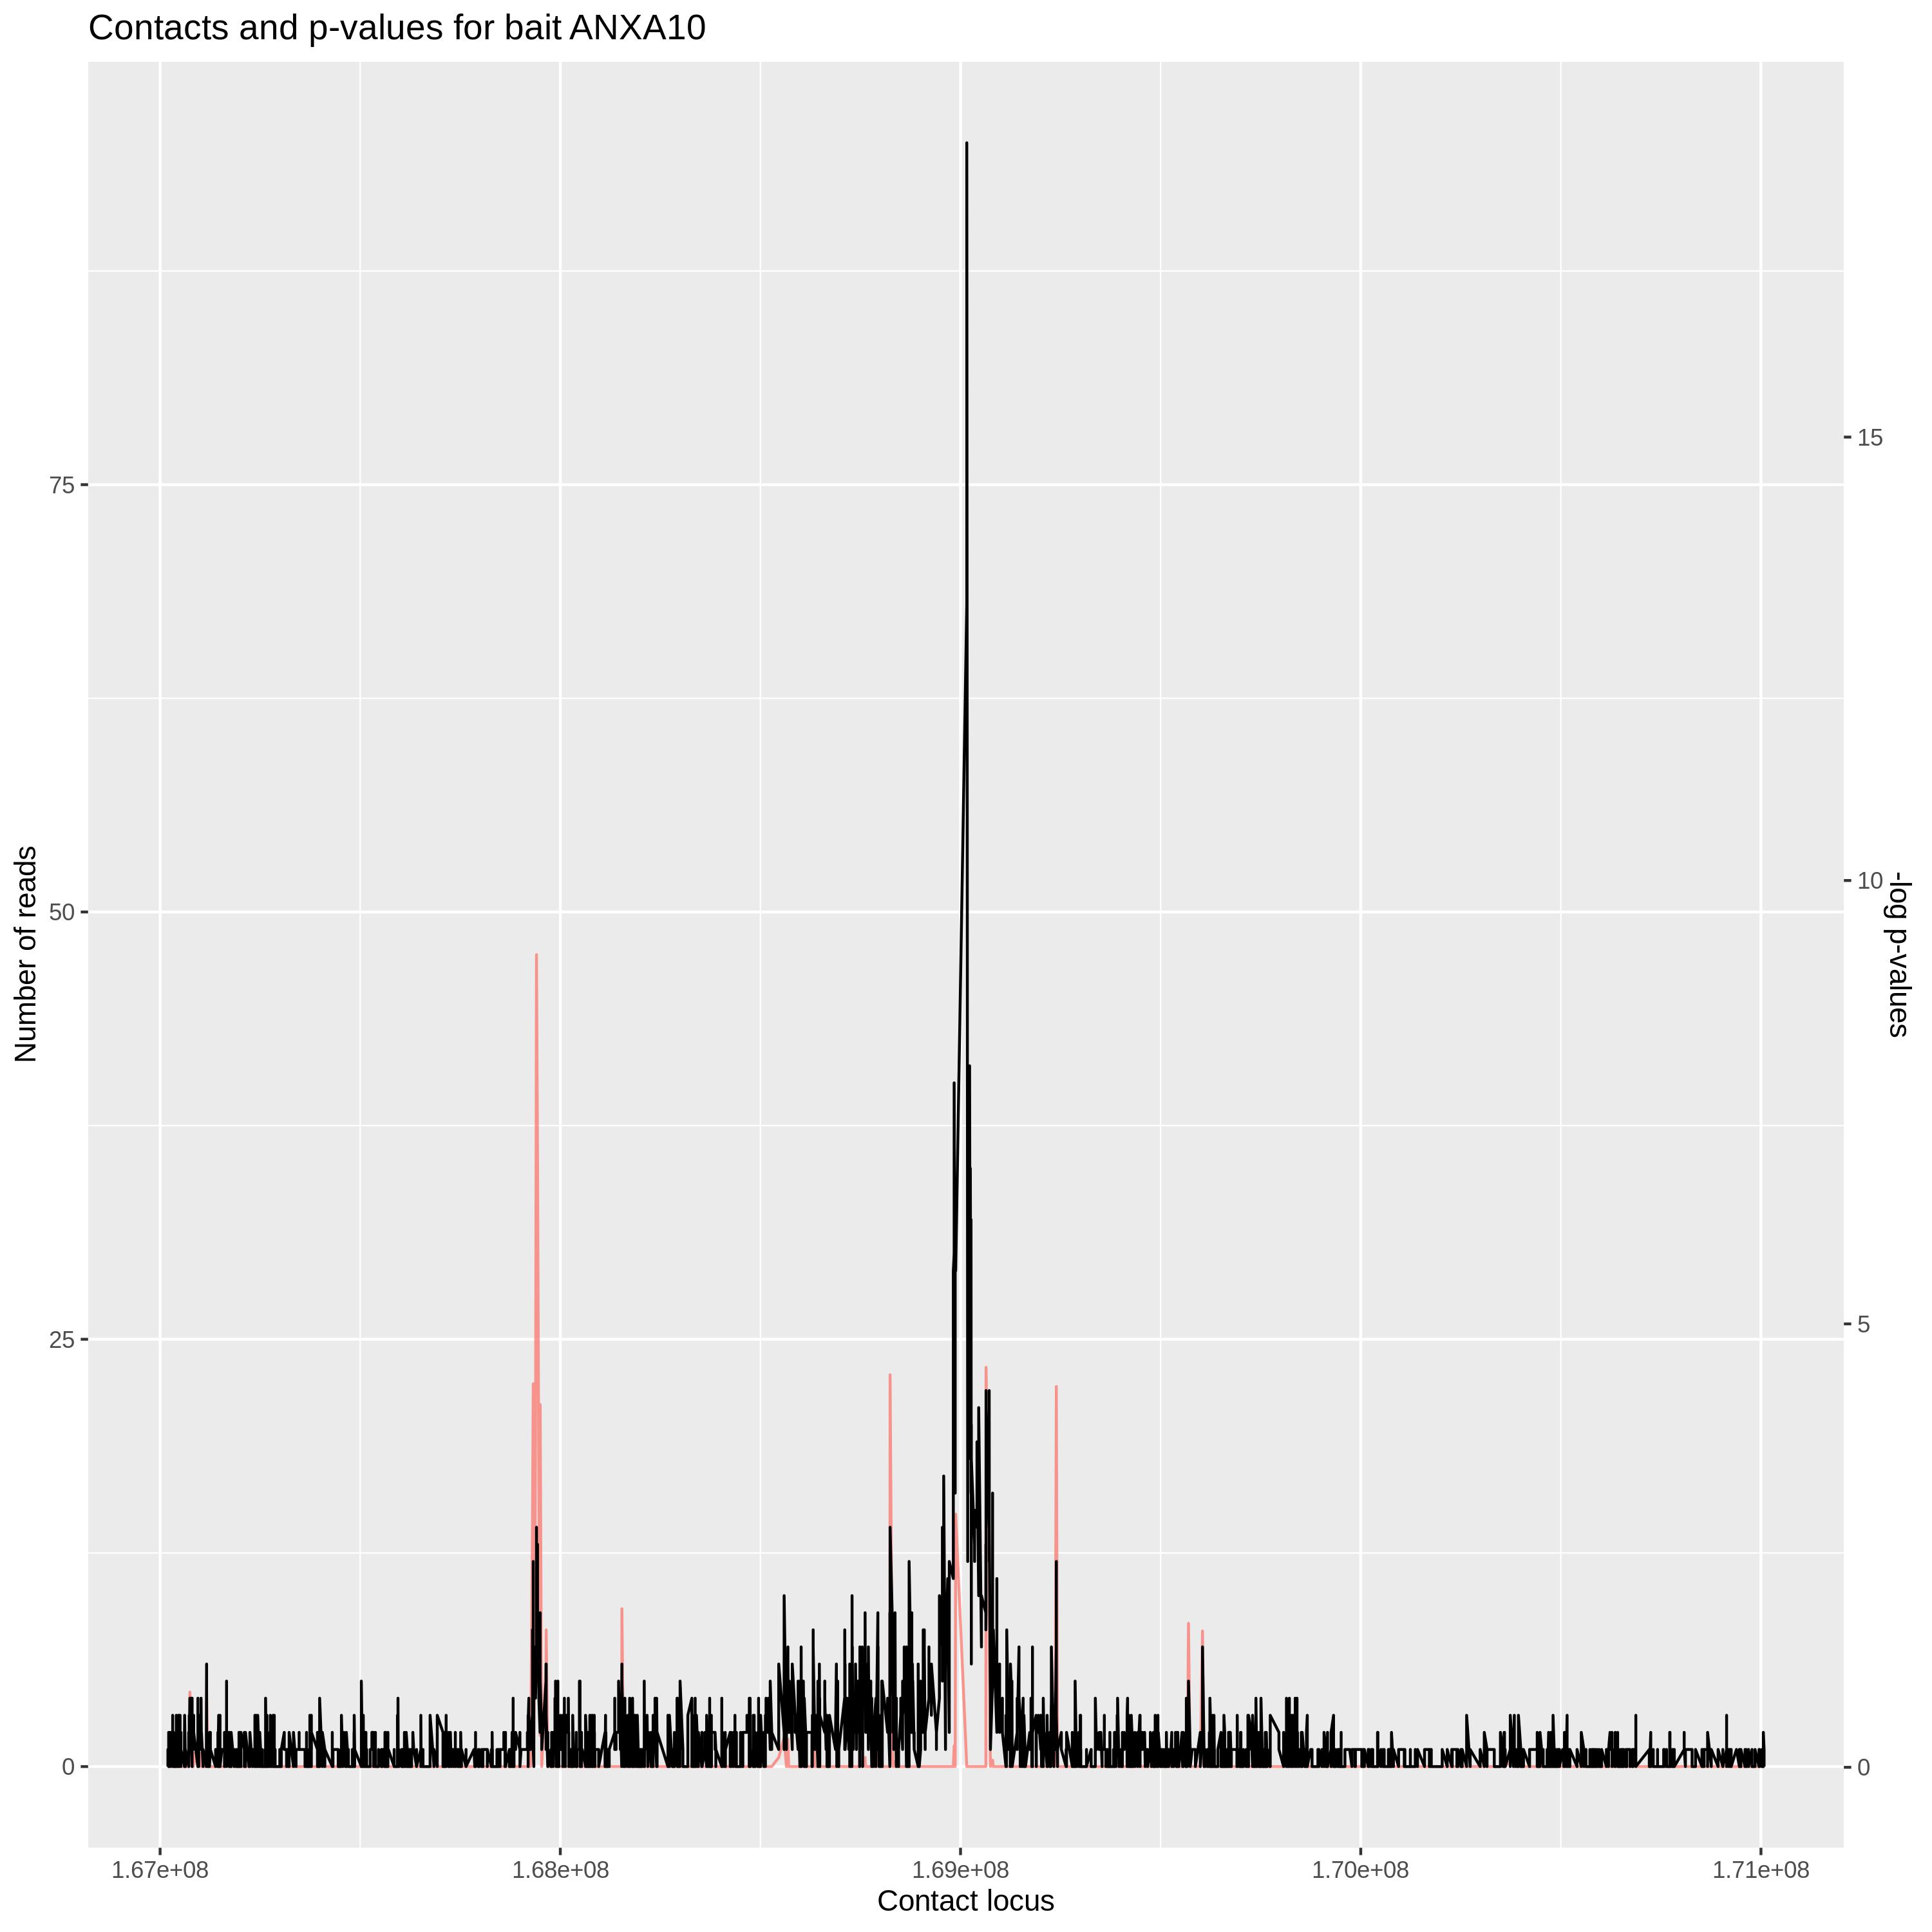 Contacts and p-values for bait ANXA10
Number of reads
75
50
25
0
15
10
5
0
-log p-values
1.67e+08 1.68e+08 1.69e+08 1.70e+08 1.71e+08
Contact locus